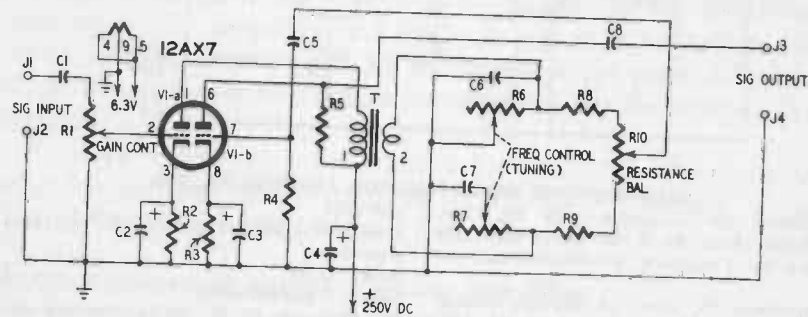 12AX7
4 9 5
6.3V
J1
C1
SIG INPUT
J2
R1
GAIN CONT
V1-a
1
6
2
7
V1-b
3
8
C2
+
R2
R3
+
C3
R4
C5
R5
T
1
2
C4
+
+
250V DC
C6
R6
R8
FREQ CONTROL
(TUNING)
C7
R7
R9
R10
RESISTANCE
BAL
C8
J3
SIG OUTPUT
J4